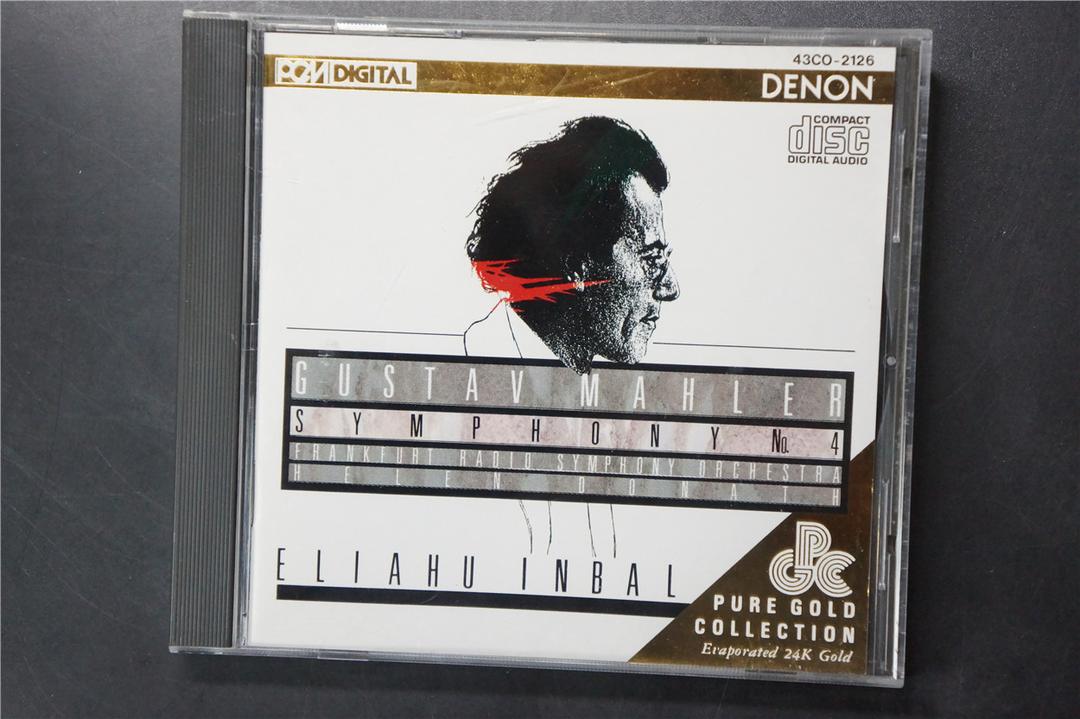 43CO-2126
PCM DIGITAL
DENON
COMPACT
disc
DIGITAL AUDIO
GUSTAV MAHLER
SYMPHONY No. 4
FRANKFURT RADIO SYMPHONY ORCHESTRA
HELEN DONATH
ELIAHU INBAL
PGC
PURE GOLD
COLLECTION
Evaporated 24K Gold